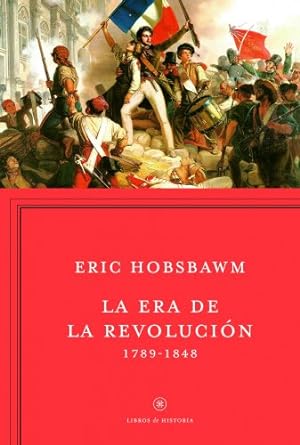 ERIC HOBSBAWM
LA ERA DE
LA REVOLUCIÓN
1789-1848
LIBROS de HISTORIA